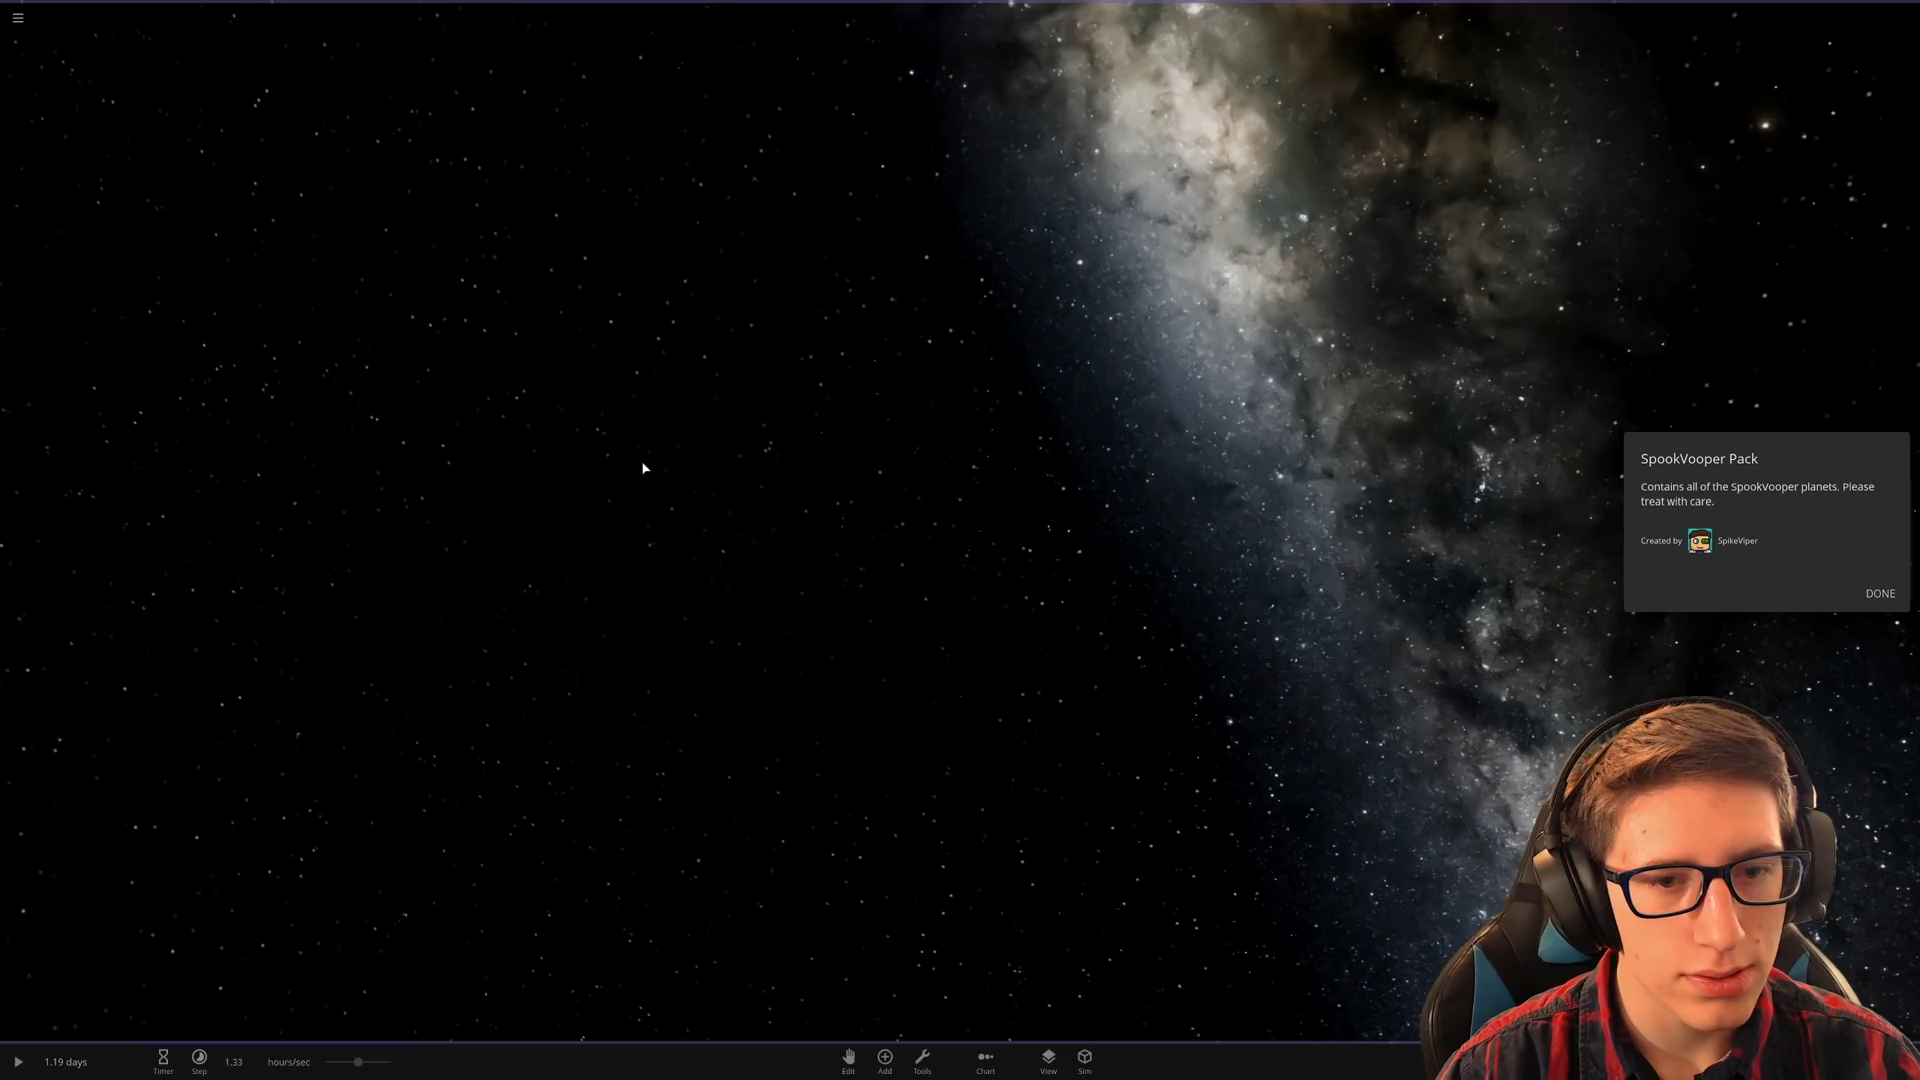 SpookVooper Pack
Contains all of the SpookVooper planets. Please
treat with care.
Created by SpikeViper
DONE
1.19 days
Timer
Step
1.33
hours/sec
Edit
Add
Tools
Chart
View
Sim